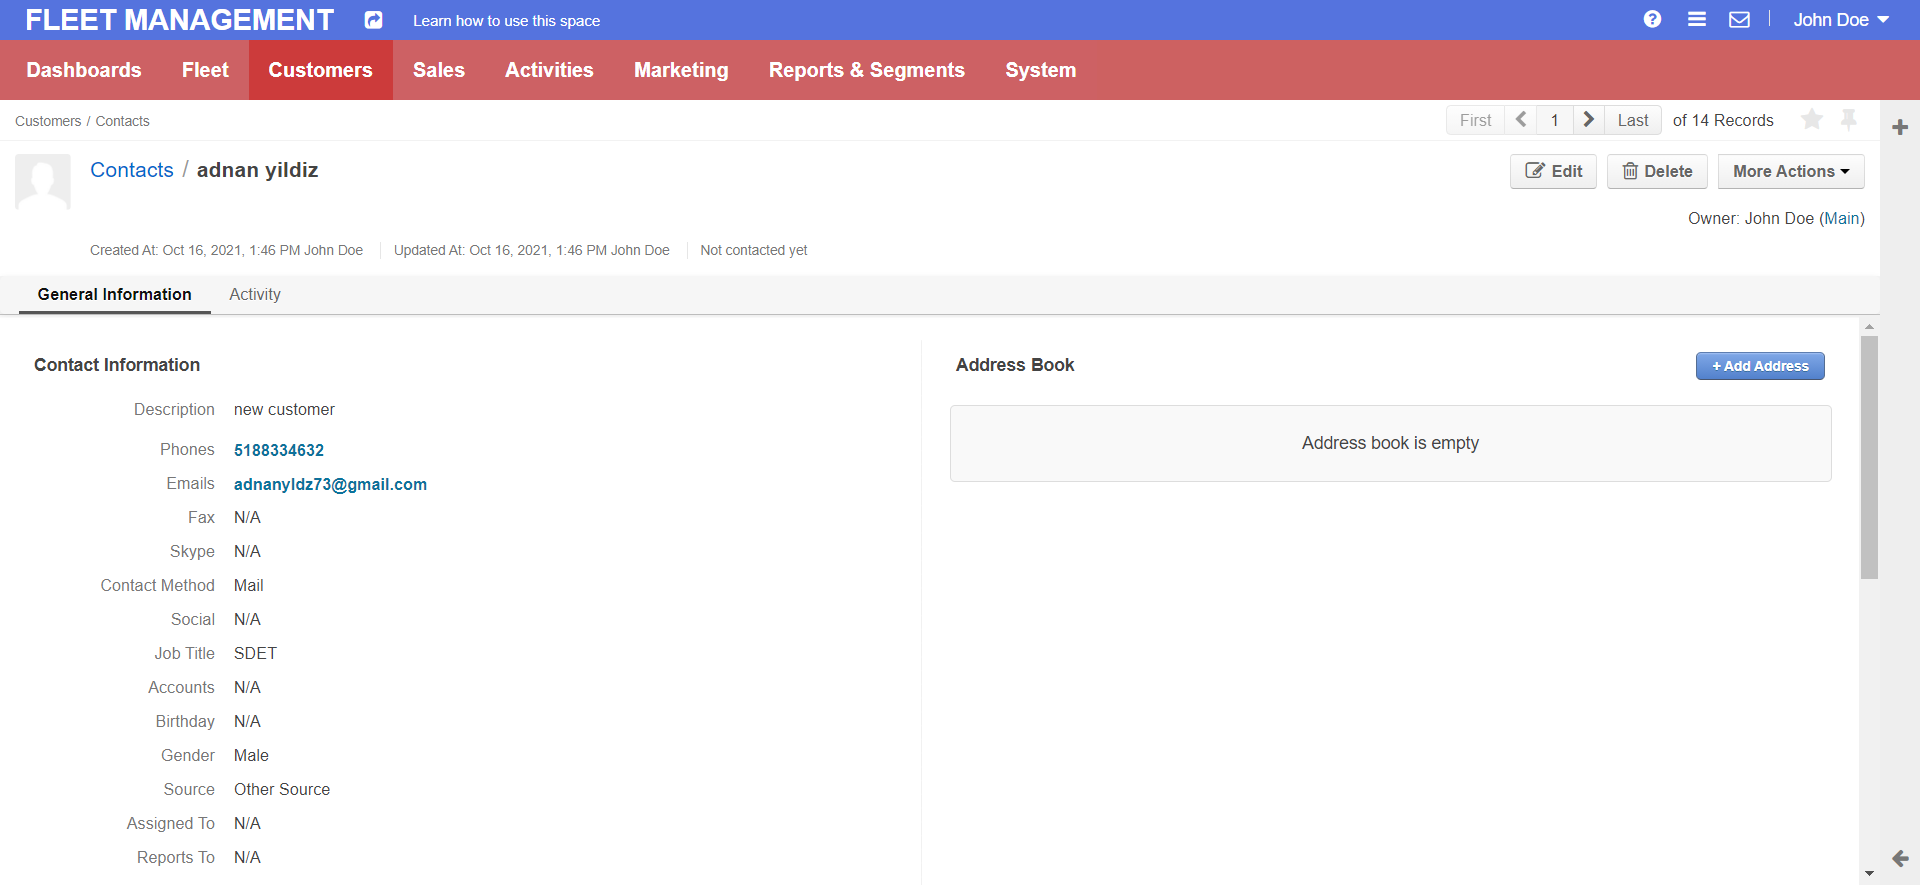 FLEET MANAGEMENT Learn how to use this space John Doe
Dashboards Fleet Customers Sales Activities Marketing Reports & Segments System
Customers / Contacts First 1 Last of 14 Records
Contacts / adnan yildiz Edit Delete More Actions
Owner: John Doe (Main)
Created At: Oct 16, 2021, 1:46 PM John Doe Updated At: Oct 16, 2021, 1:46 PM John Doe Not contacted yet
General Information Activity
Contact Information
Description new customer
Phones 5188334632
Emails adnanyldz73@gmail.com
Fax N/A
Skype N/A
Contact Method Mail
Social N/A
Job Title SDET
Accounts N/A
Birthday N/A
Gender Male
Source Other Source
Assigned To N/A
Reports To N/A
Address Book + Add Address
Address book is empty